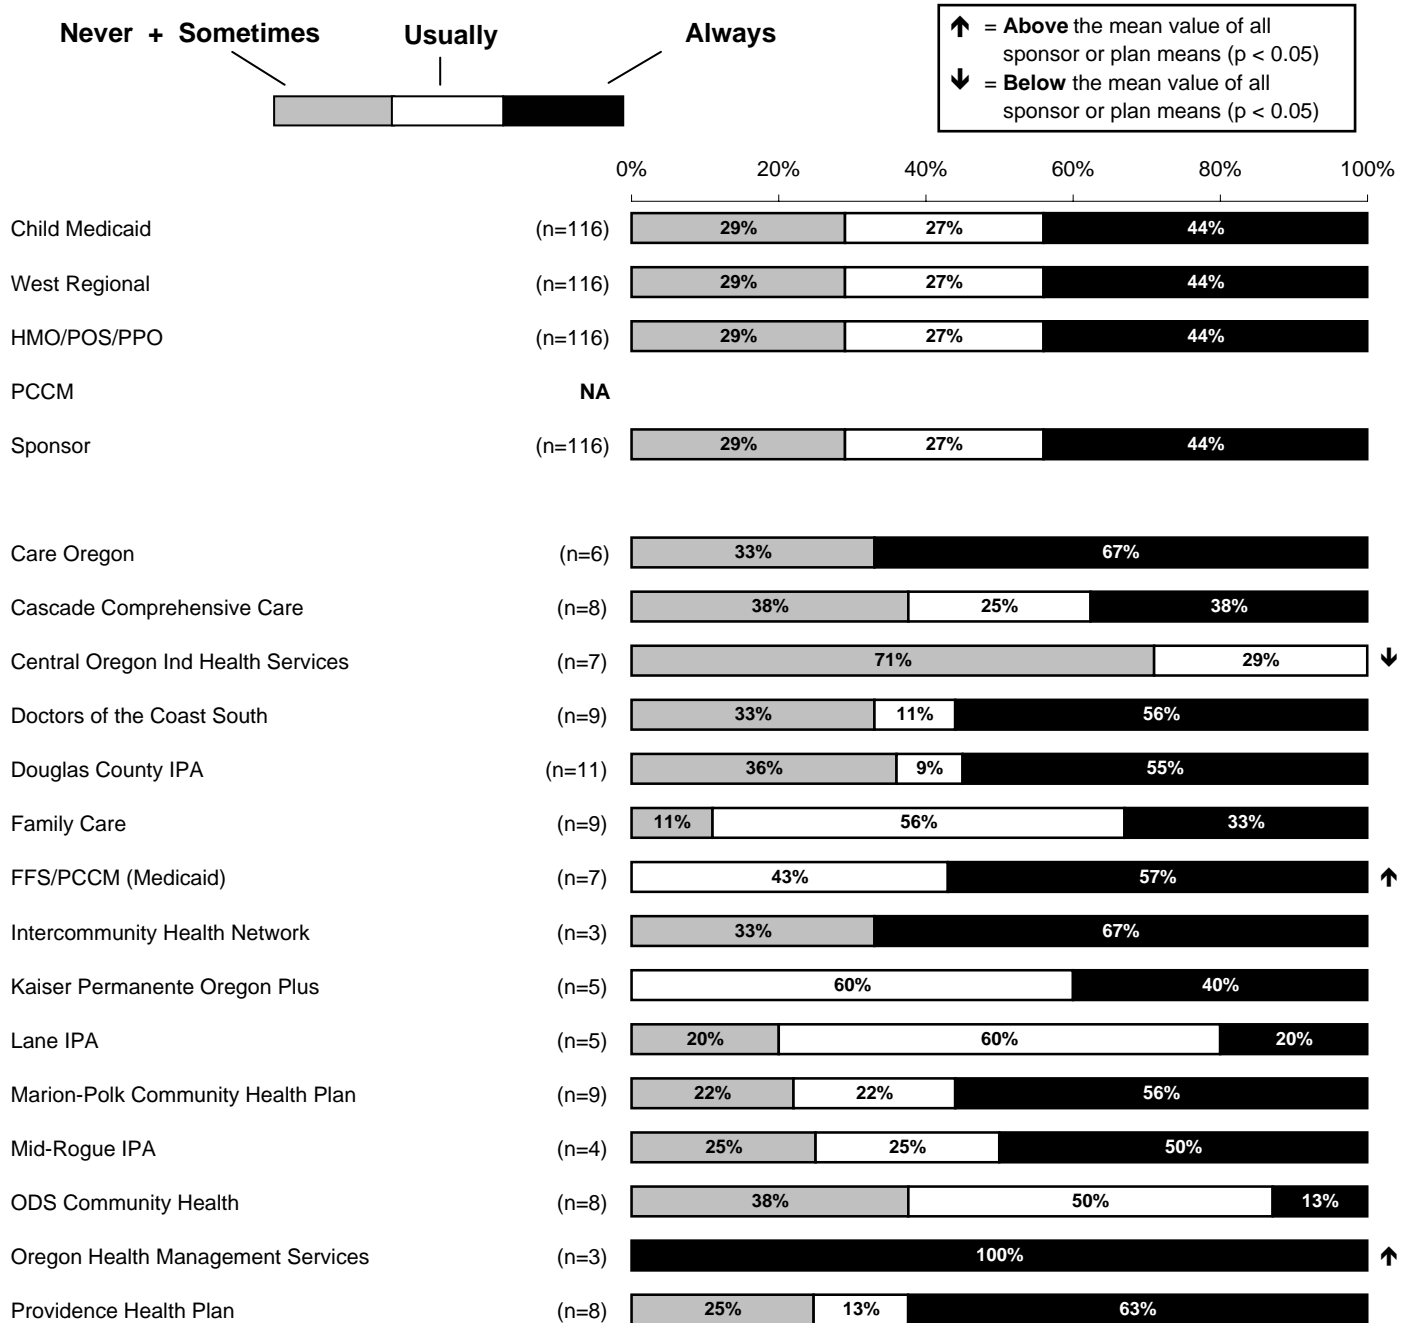 Never + Sometimes Usually Always
↑ = Above the mean value of all
sponsor or plan means (p < 0.05)
↓ = Below the mean value of all
sponsor or plan means (p < 0.05)
0% 20% 40% 60% 80% 100%
Child Medicaid (n=116) 29% 27% 44%
West Regional (n=116) 29% 27% 44%
HMO/POS/PPO (n=116) 29% 27% 44%
PCCM NA
Sponsor (n=116) 29% 27% 44%
Care Oregon (n=6) 33% 67%
Cascade Comprehensive Care (n=8) 38% 25% 38%
Central Oregon Ind Health Services (n=7) 71% 29% ↓
Doctors of the Coast South (n=9) 33% 11% 56%
Douglas County IPA (n=11) 36% 9% 55%
Family Care (n=9) 11% 56% 33%
FFS/PCCM (Medicaid) (n=7) 43% 57% ↑
Intercommunity Health Network (n=3) 33% 67%
Kaiser Permanente Oregon Plus (n=5) 60% 40%
Lane IPA (n=5) 20% 60% 20%
Marion-Polk Community Health Plan (n=9) 22% 22% 56%
Mid-Rogue IPA (n=4) 25% 25% 50%
ODS Community Health (n=8) 38% 50% 13%
Oregon Health Management Services (n=3) 100% ↑
Providence Health Plan (n=8) 25% 13% 63%